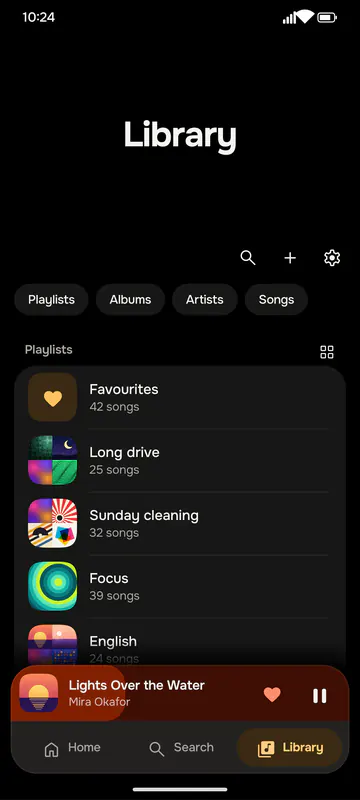 10:24
Library
Playlists
Albums
Artists
Songs
Playlists
Favourites
42 songs
Long drive
25 songs
Sunday cleaning
32 songs
Focus
39 songs
English
24 songs
Lights Over the Water
Mira Okafor
Home
Search
Library